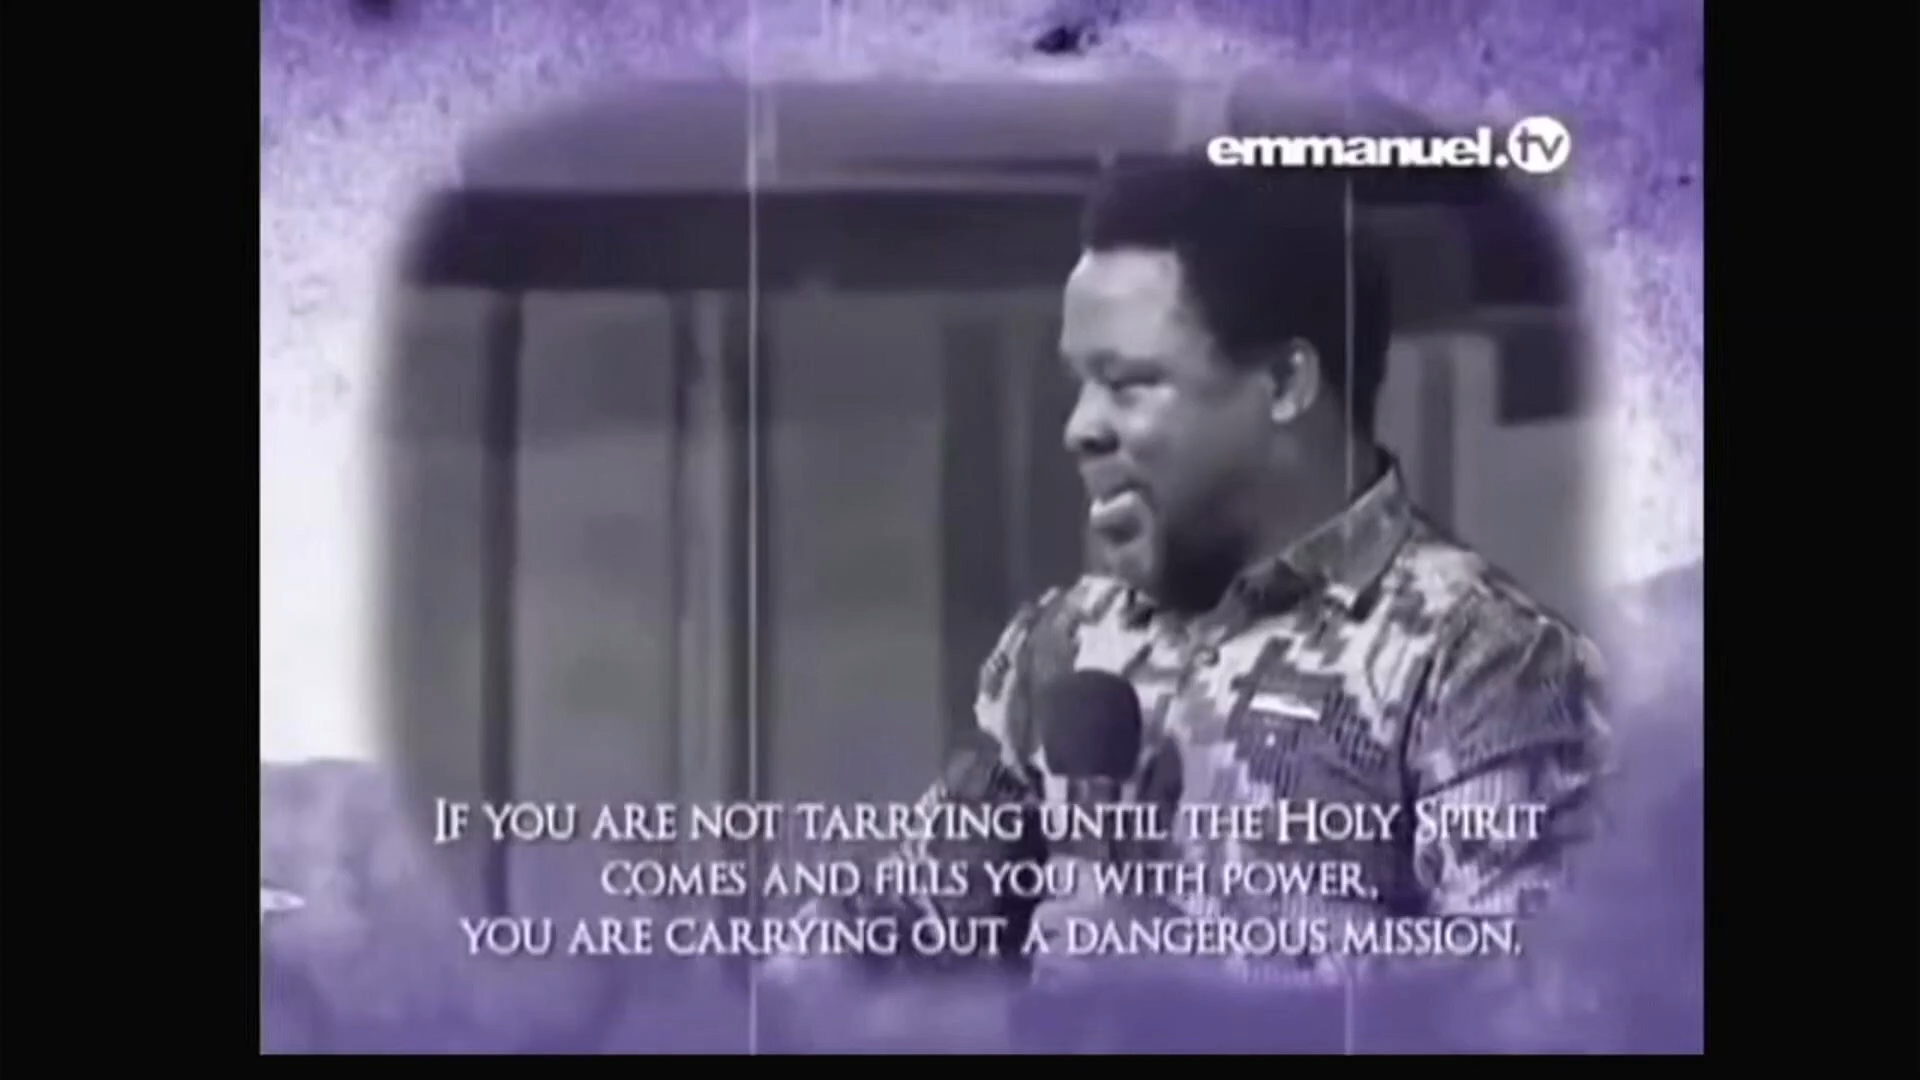 emmanuel.tv
IF YOU ARE NOT TARRYING UNTIL THE HOLY SPIRIT
COMES AND FILLS YOU WITH POWER,
YOU ARE CARRYING OUT A DANGEROUS MISSION.